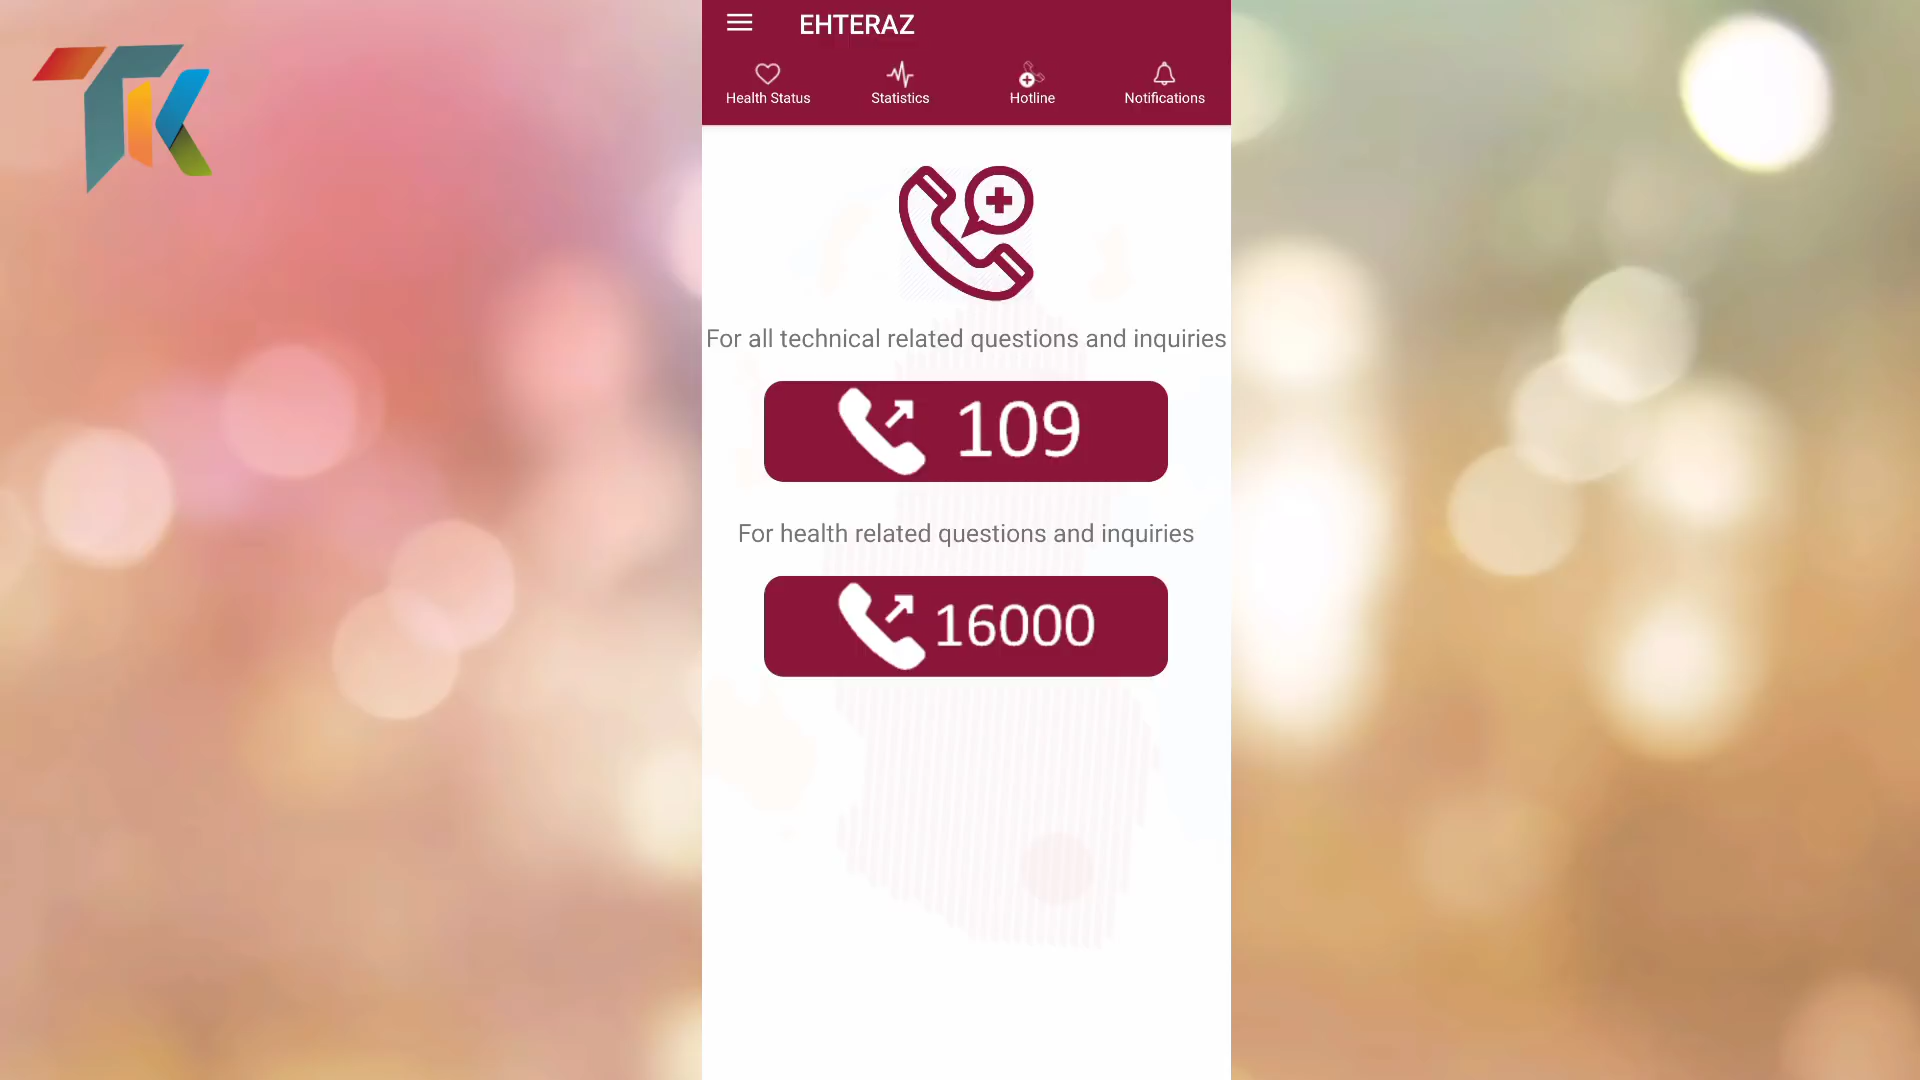 TK
EHTERAZ
Health Status
Statistics
Hotline
Notifications
For all technical related questions and inquiries
109
For health related questions and inquiries
16000